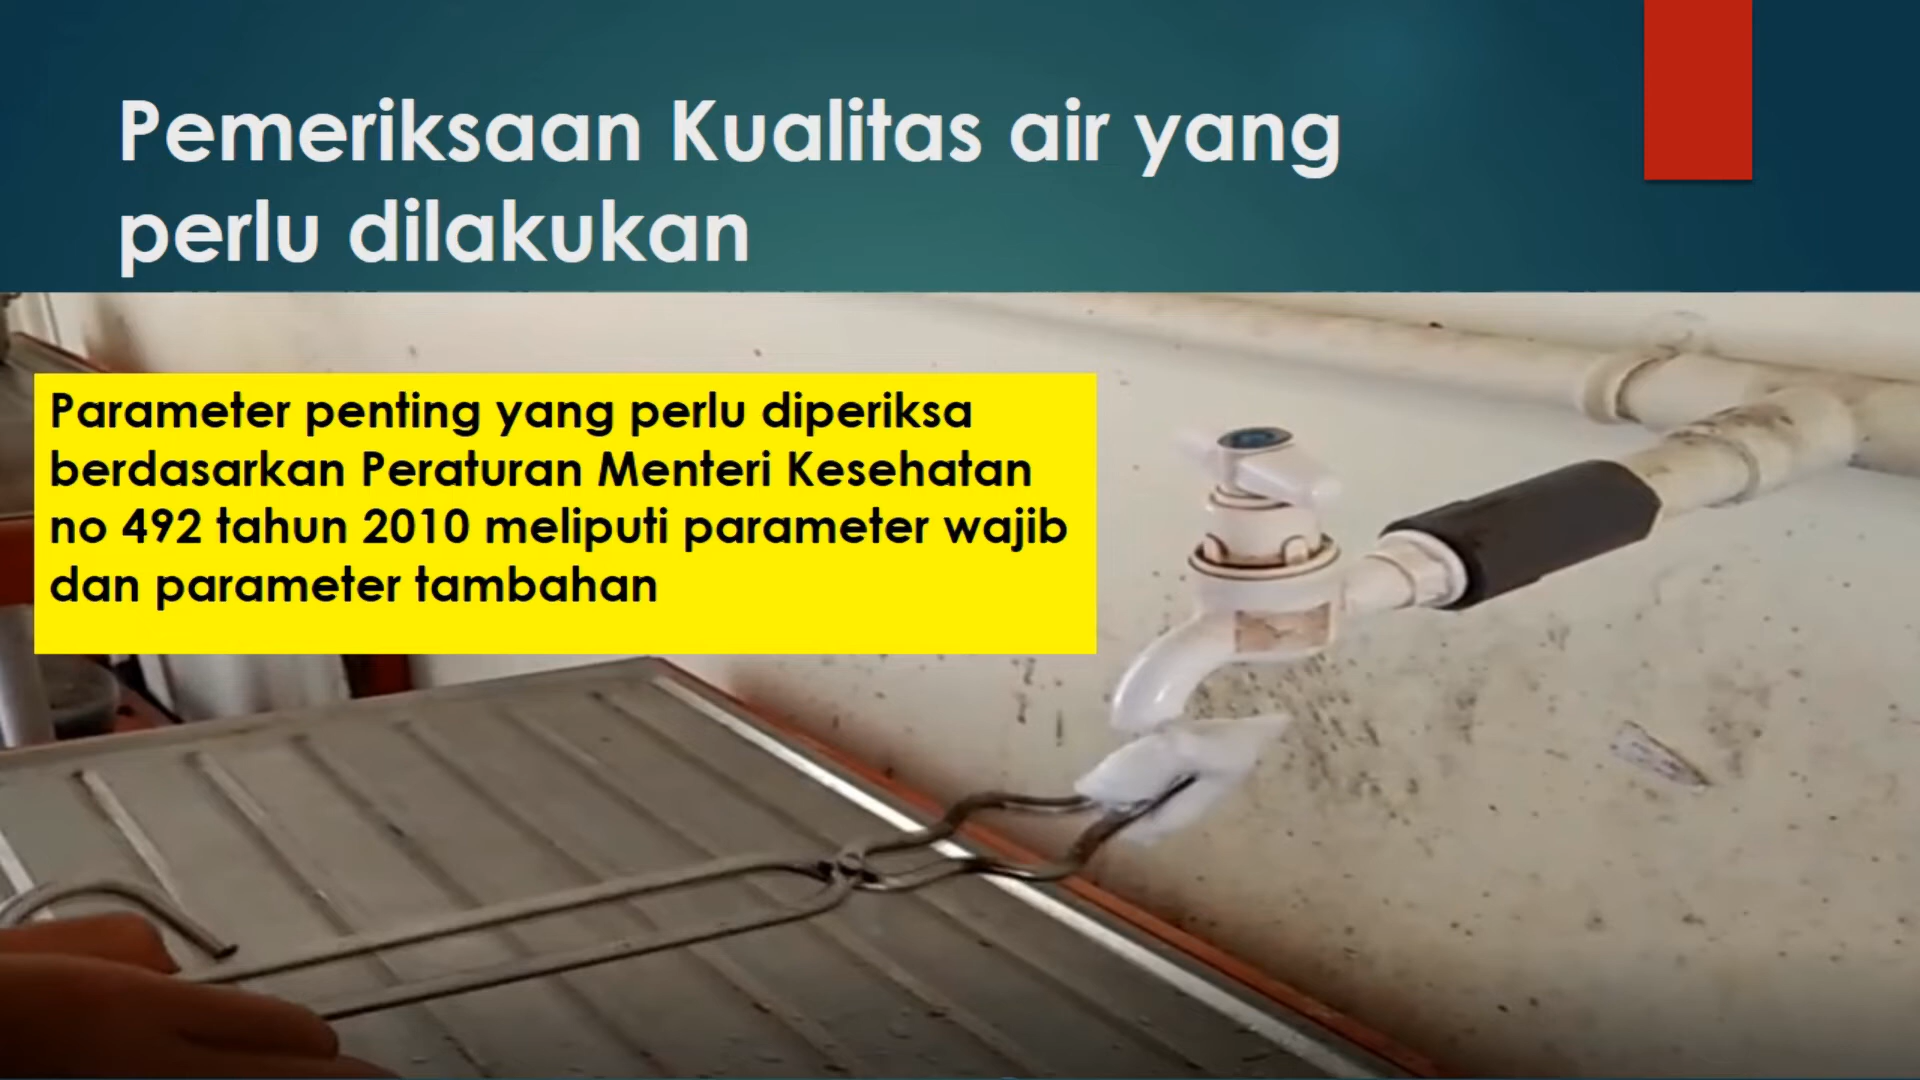 Pemeriksaan Kualitas air yang
perlu dilakukan
Parameter penting yang perlu diperiksa
berdasarkan Peraturan Menteri Kesehatan
no 492 tahun 2010 meliputi parameter wajib
dan parameter tambahan